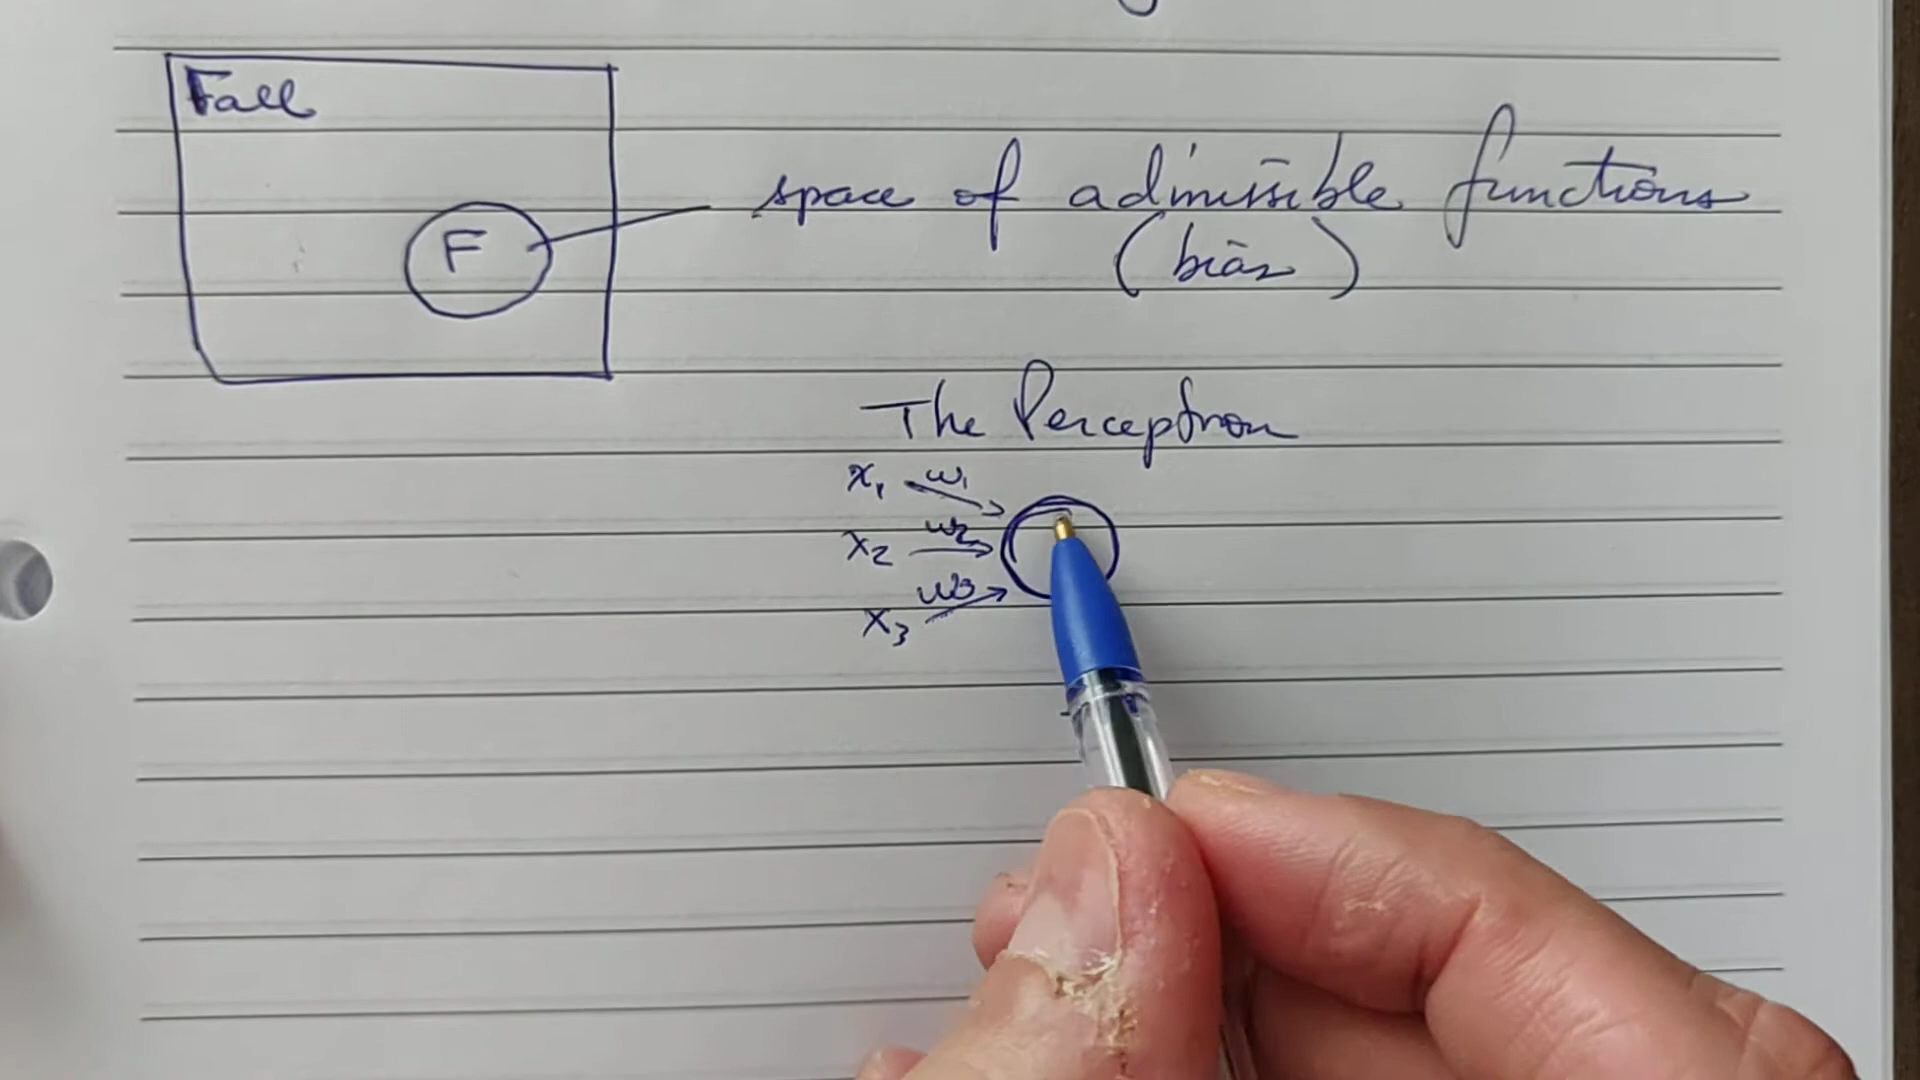 Fall
F
space of admissible functions
(bias)
The Perceptron
x1 w1
x2 w2
x3 w3